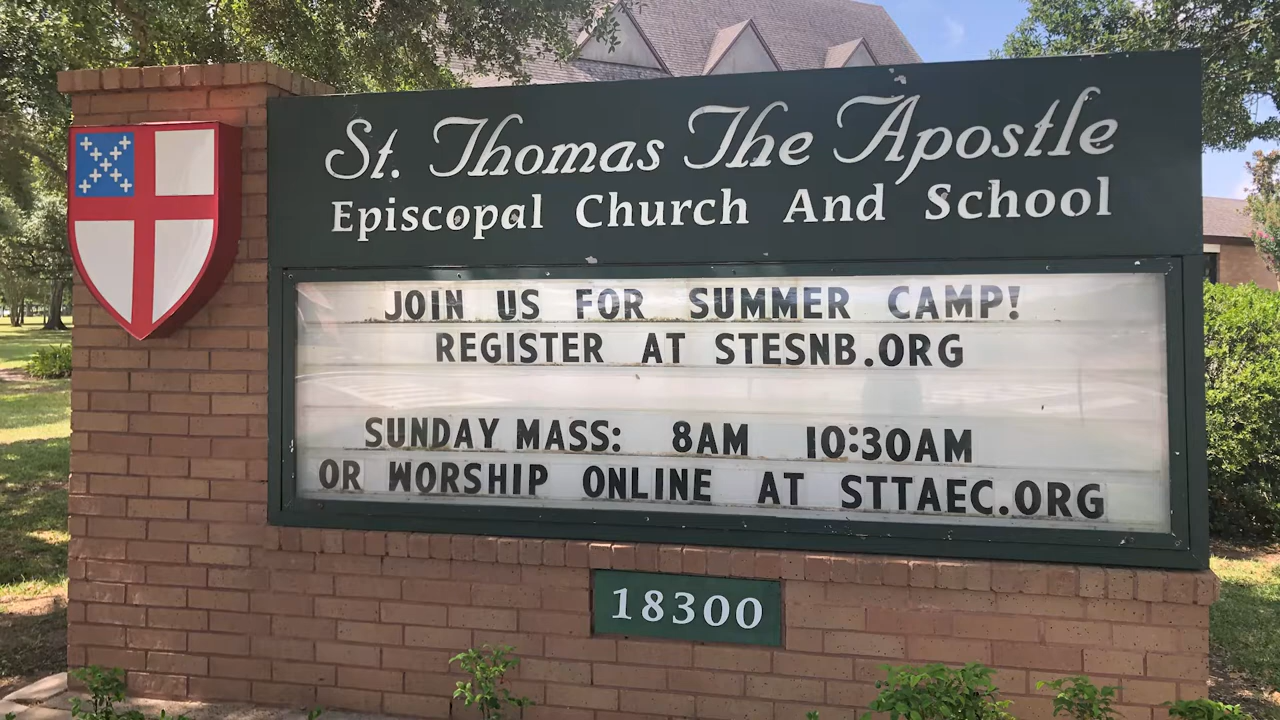 St. Thomas The Apostle
Episcopal Church And School
JOIN US FOR SUMMER CAMP!
REGISTER AT STESNB.ORG
SUNDAY MASS: 8AM 10:30AM
OR WORSHIP ONLINE AT STTAEC.ORG
18300